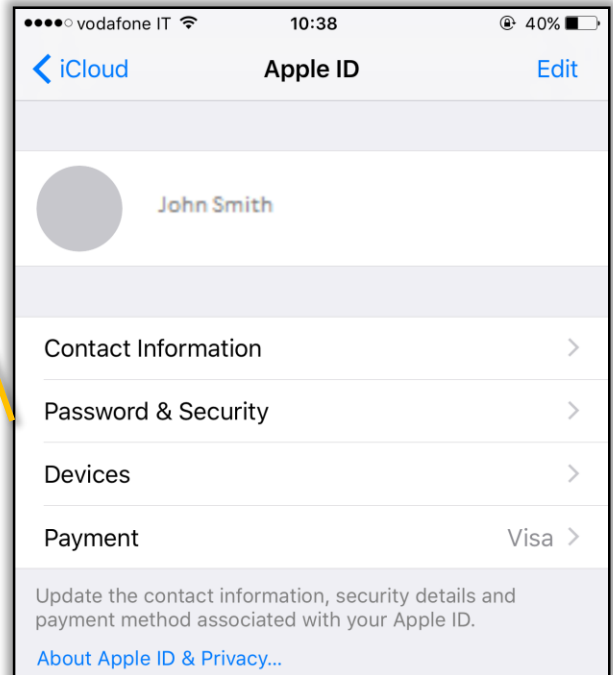 vodafone IT 10:38 40%
iCloud Apple ID Edit
John Smith
Contact Information
Password & Security
Devices
Payment Visa
Update the contact information, security details and
payment method associated with your Apple ID.
About Apple ID & Privacy...